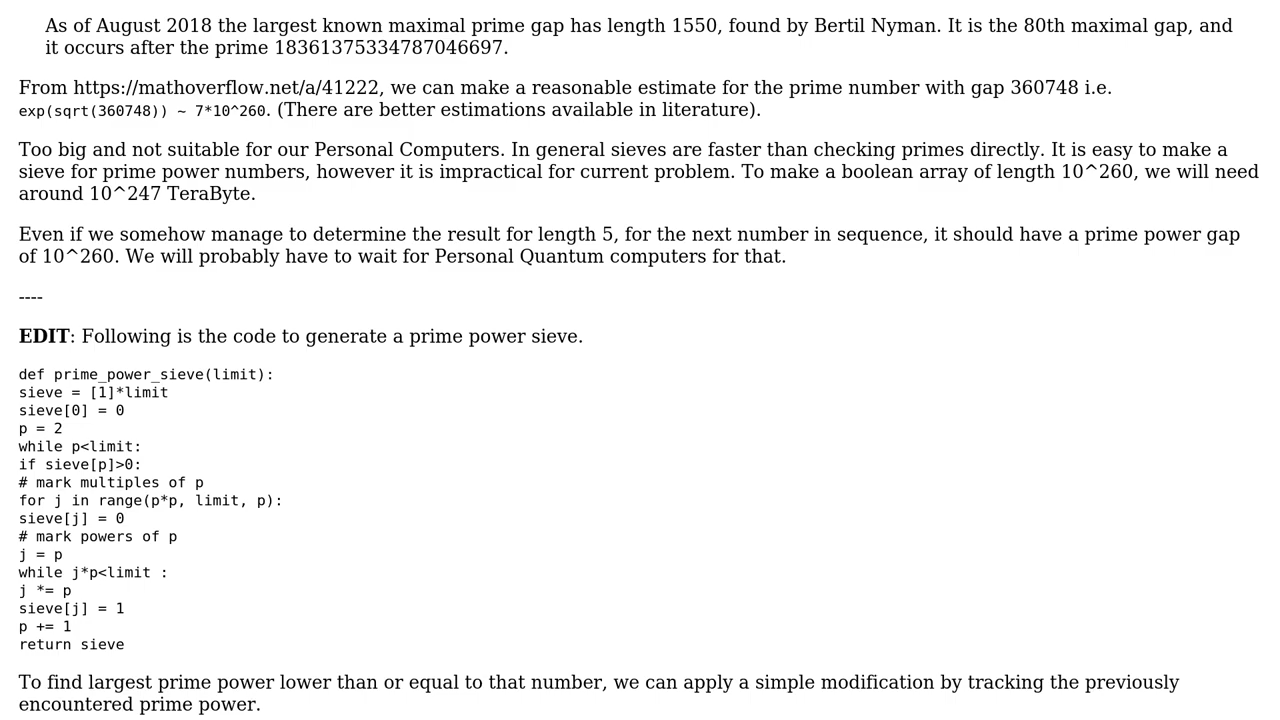 As of August 2018 the largest known maximal prime gap has length 1550, found by Bertil Nyman. It is the 80th maximal gap, and
it occurs after the prime 18361375334787046697.
From https://mathoverflow.net/a/41222, we can make a reasonable estimate for the prime number with gap 360748 i.e.
exp(sqrt(360748)) ~ 7*10^260. (There are better estimations available in literature).
Too big and not suitable for our Personal Computers. In general sieves are faster than checking primes directly. It is easy to make a
sieve for prime power numbers, however it is impractical for current problem. To make a boolean array of length 10^260, we will need
around 10^247 TeraByte.
Even if we somehow manage to determine the result for length 5, for the next number in sequence, it should have a prime power gap
of 10^260. We will probably have to wait for Personal Quantum computers for that.
----
EDIT: Following is the code to generate a prime power sieve.
def prime_power_sieve(limit):
sieve = [1]*limit
sieve[0] = 0
p = 2
while p<limit:
if sieve[p]>0:
# mark multiples of p
for j in range(p*p, limit, p):
sieve[j] = 0
# mark powers of p
j = p
while j*p<limit :
j *= p
sieve[j] = 1
p += 1
return sieve
To find largest prime power lower than or equal to that number, we can apply a simple modification by tracking the previously
encountered prime power.